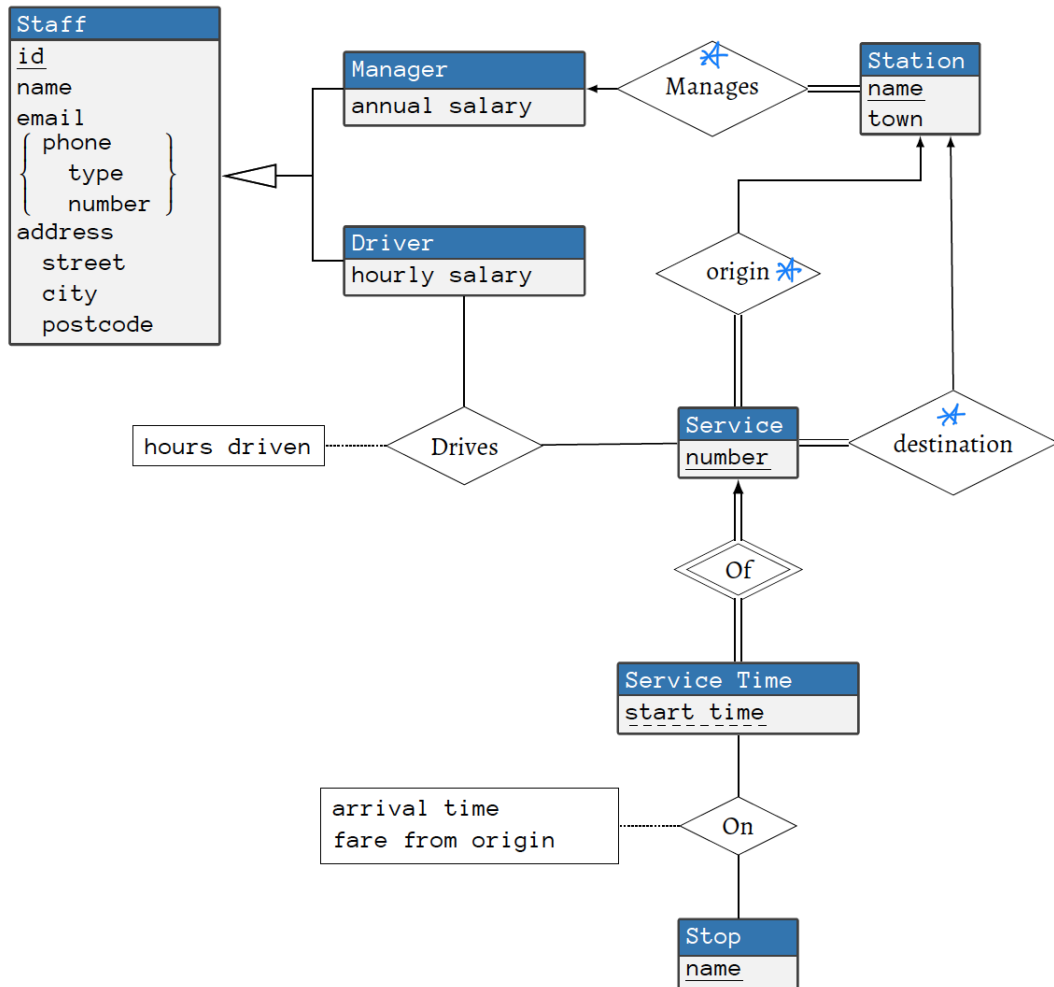 Staff
id
name
email
phone
type
number
address
street
city
postcode
Manager
annual salary
Manages
Station
name
town
Driver
hourly salary
origin
hours driven
Drives
Service
number
destination
Of
Service Time
start time
arrival time
fare from origin
On
Stop
name